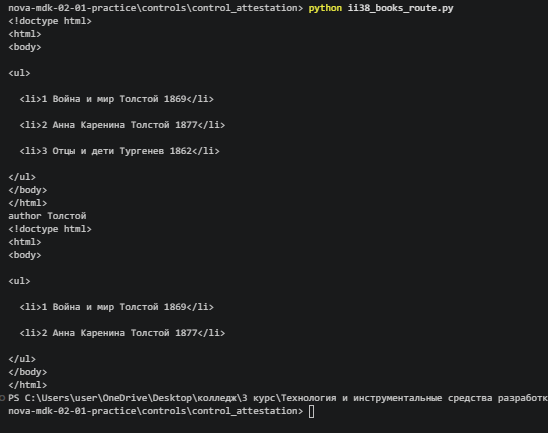 nova-mdk-02-01-practice\controls\control_attestation> python ii38_books_route.py
<!doctype html>
<html>
<body>
<ul>
<li>1 Война и мир Толстой 1869</li>
<li>2 Анна Каренина Толстой 1877</li>
<li>3 Отцы и дети Тургенев 1862</li>
</ul>
</body>
</html>
author Толстой
<!doctype html>
<html>
<body>
<ul>
<li>1 Война и мир Толстой 1869</li>
<li>2 Анна Каренина Толстой 1877</li>
</ul>
</body>
</html>
PS C:\Users\user\OneDrive\Desktop\колледж\3 курс\Технология и инструментальные средства разработк
nova-mdk-02-01-practice\controls\control_attestation>